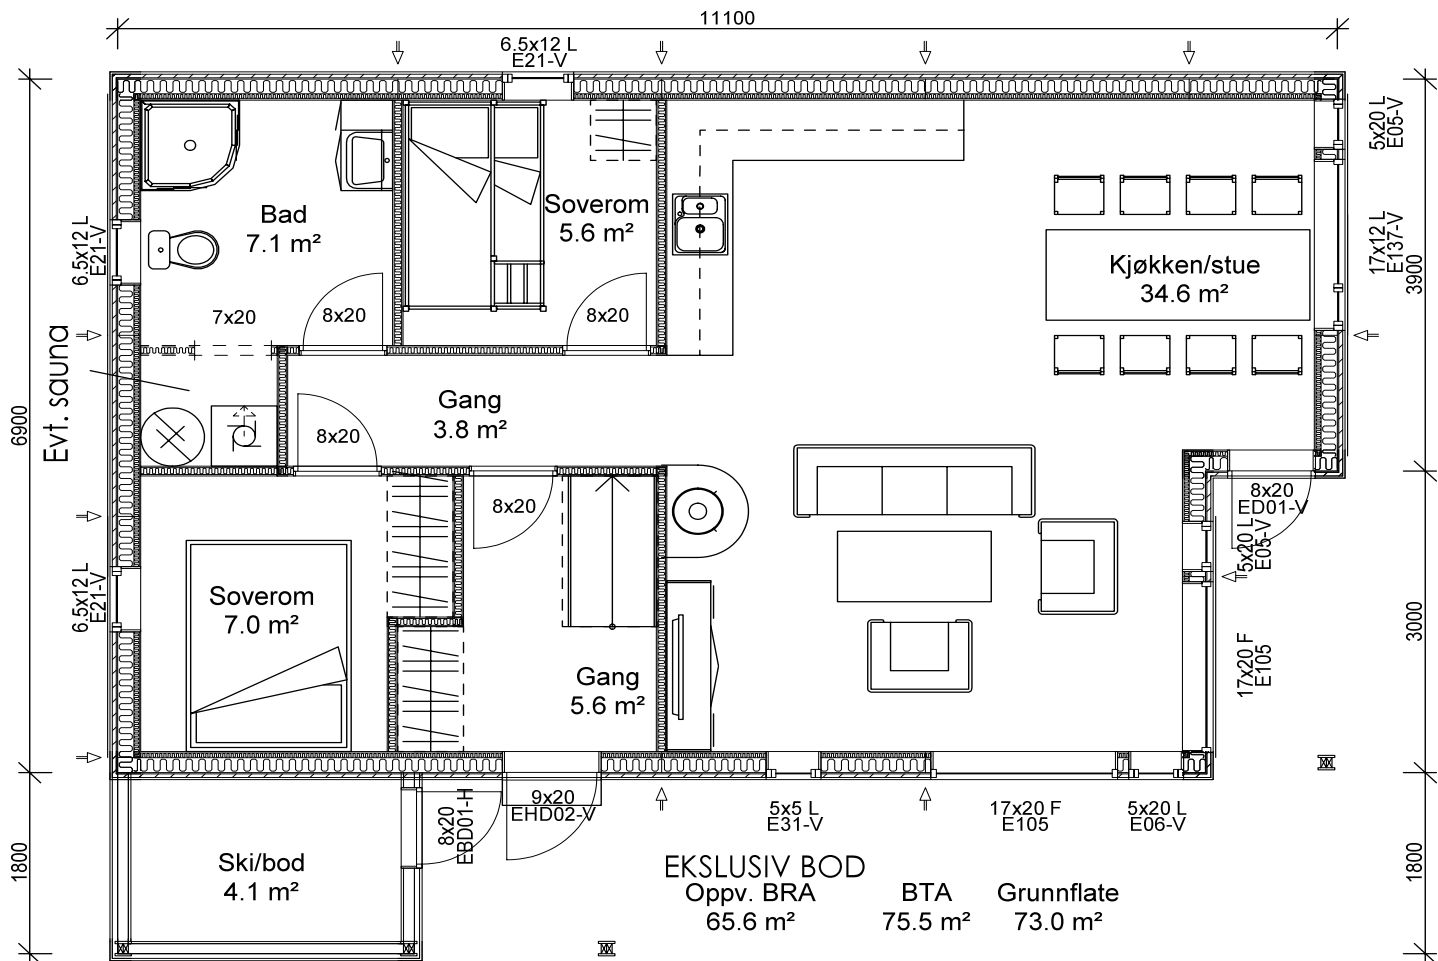 11100
6.5x12 L
E21-V
5x20 L
E05-V
Bad
7.1 m²
Soverom
5.6 m²
6.5x12 L
E21-V
17x12 L
E137-V
3900
Kjøkken/stue
34.6 m²
7x20
8x20
8x20
Evt. sauna
6900
Gang
3.8 m²
8x20
8x20
8x20
ED01-V
5x20 L
E05-V
6.5x12 L
E21-V
Soverom
7.0 m²
3000
17x20 F
E105
Gang
5.6 m²
9x20
EHD02-V
8x20
EBD01-H
5x5 L
E31-V
17x20 F
E105
5x20 L
E06-V
1800
Ski/bod
4.1 m²
1800
EKSLUSIV BOD
Oppv. BRA
65.6 m²
BTA
75.5 m²
Grunnflate
73.0 m²